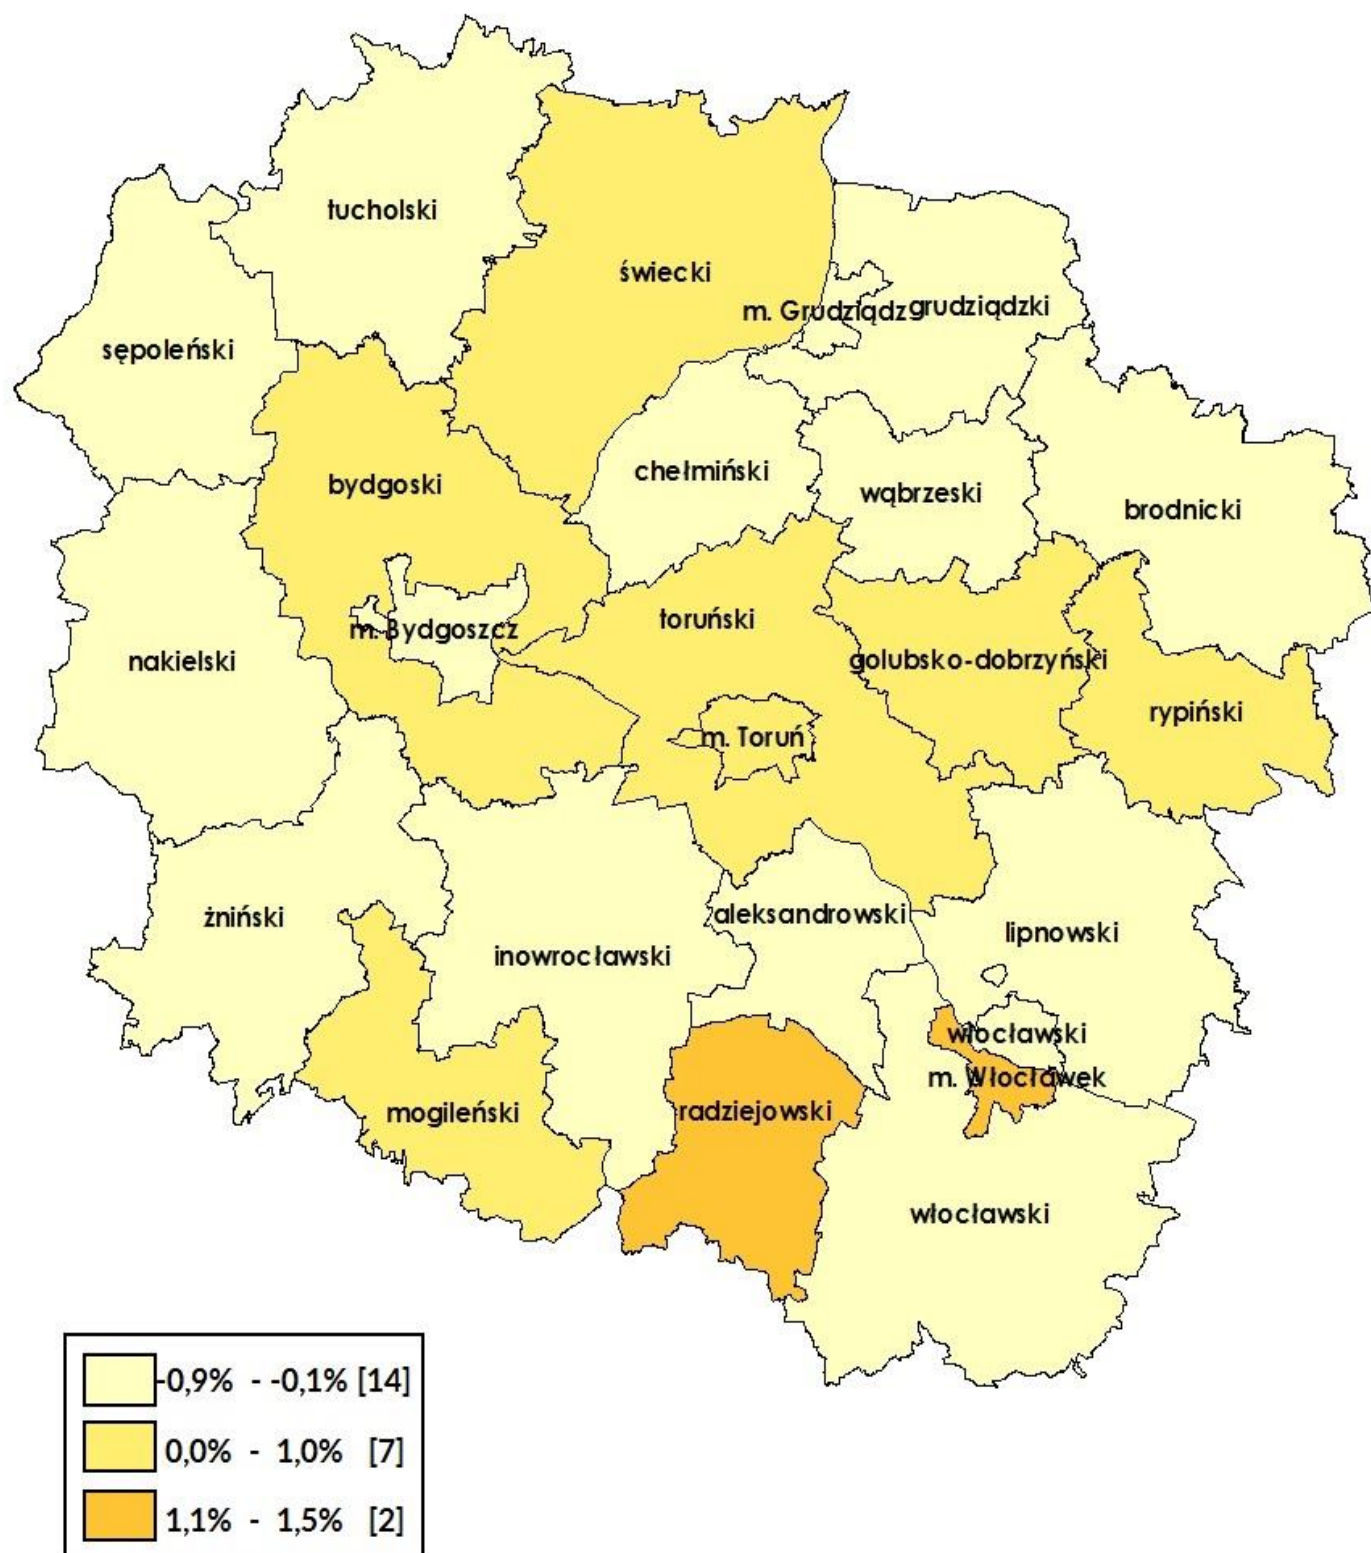 tucholski
świecki
m. Grudziądz
grudziądzki
sępoleński
chełmiński
bydgoski
wąbrzeski
brodnicki
toruński
m. Bydgoszcz
nakielski
golubsko-dobrzyński
rypiński
m. Toruń
żniński
aleksandrowski
lipnowski
inowrocławski
włocławski
m. Włocławek
mogileński
radziejowski
włocławski
-0,9% - -0,1% [14]
0,0% - 1,0% [7]
1,1% - 1,5% [2]